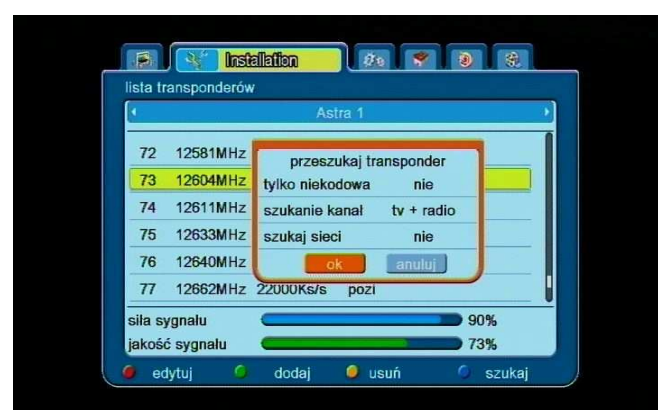 Installation
lista transponderów
Astra 1
72 12581MHz
przeszukaj transponder
73 12604MHz
tylko niekodowa nie
74 12611MHz
szukanie kanał tv + radio
75 12633MHz
szukaj sieci nie
76 12640MHz
ok anuluj
77 12662MHz 22000Ks/s pozi
siła sygnału 90%
jakość sygnału 73%
edytuj dodaj usuń szukaj